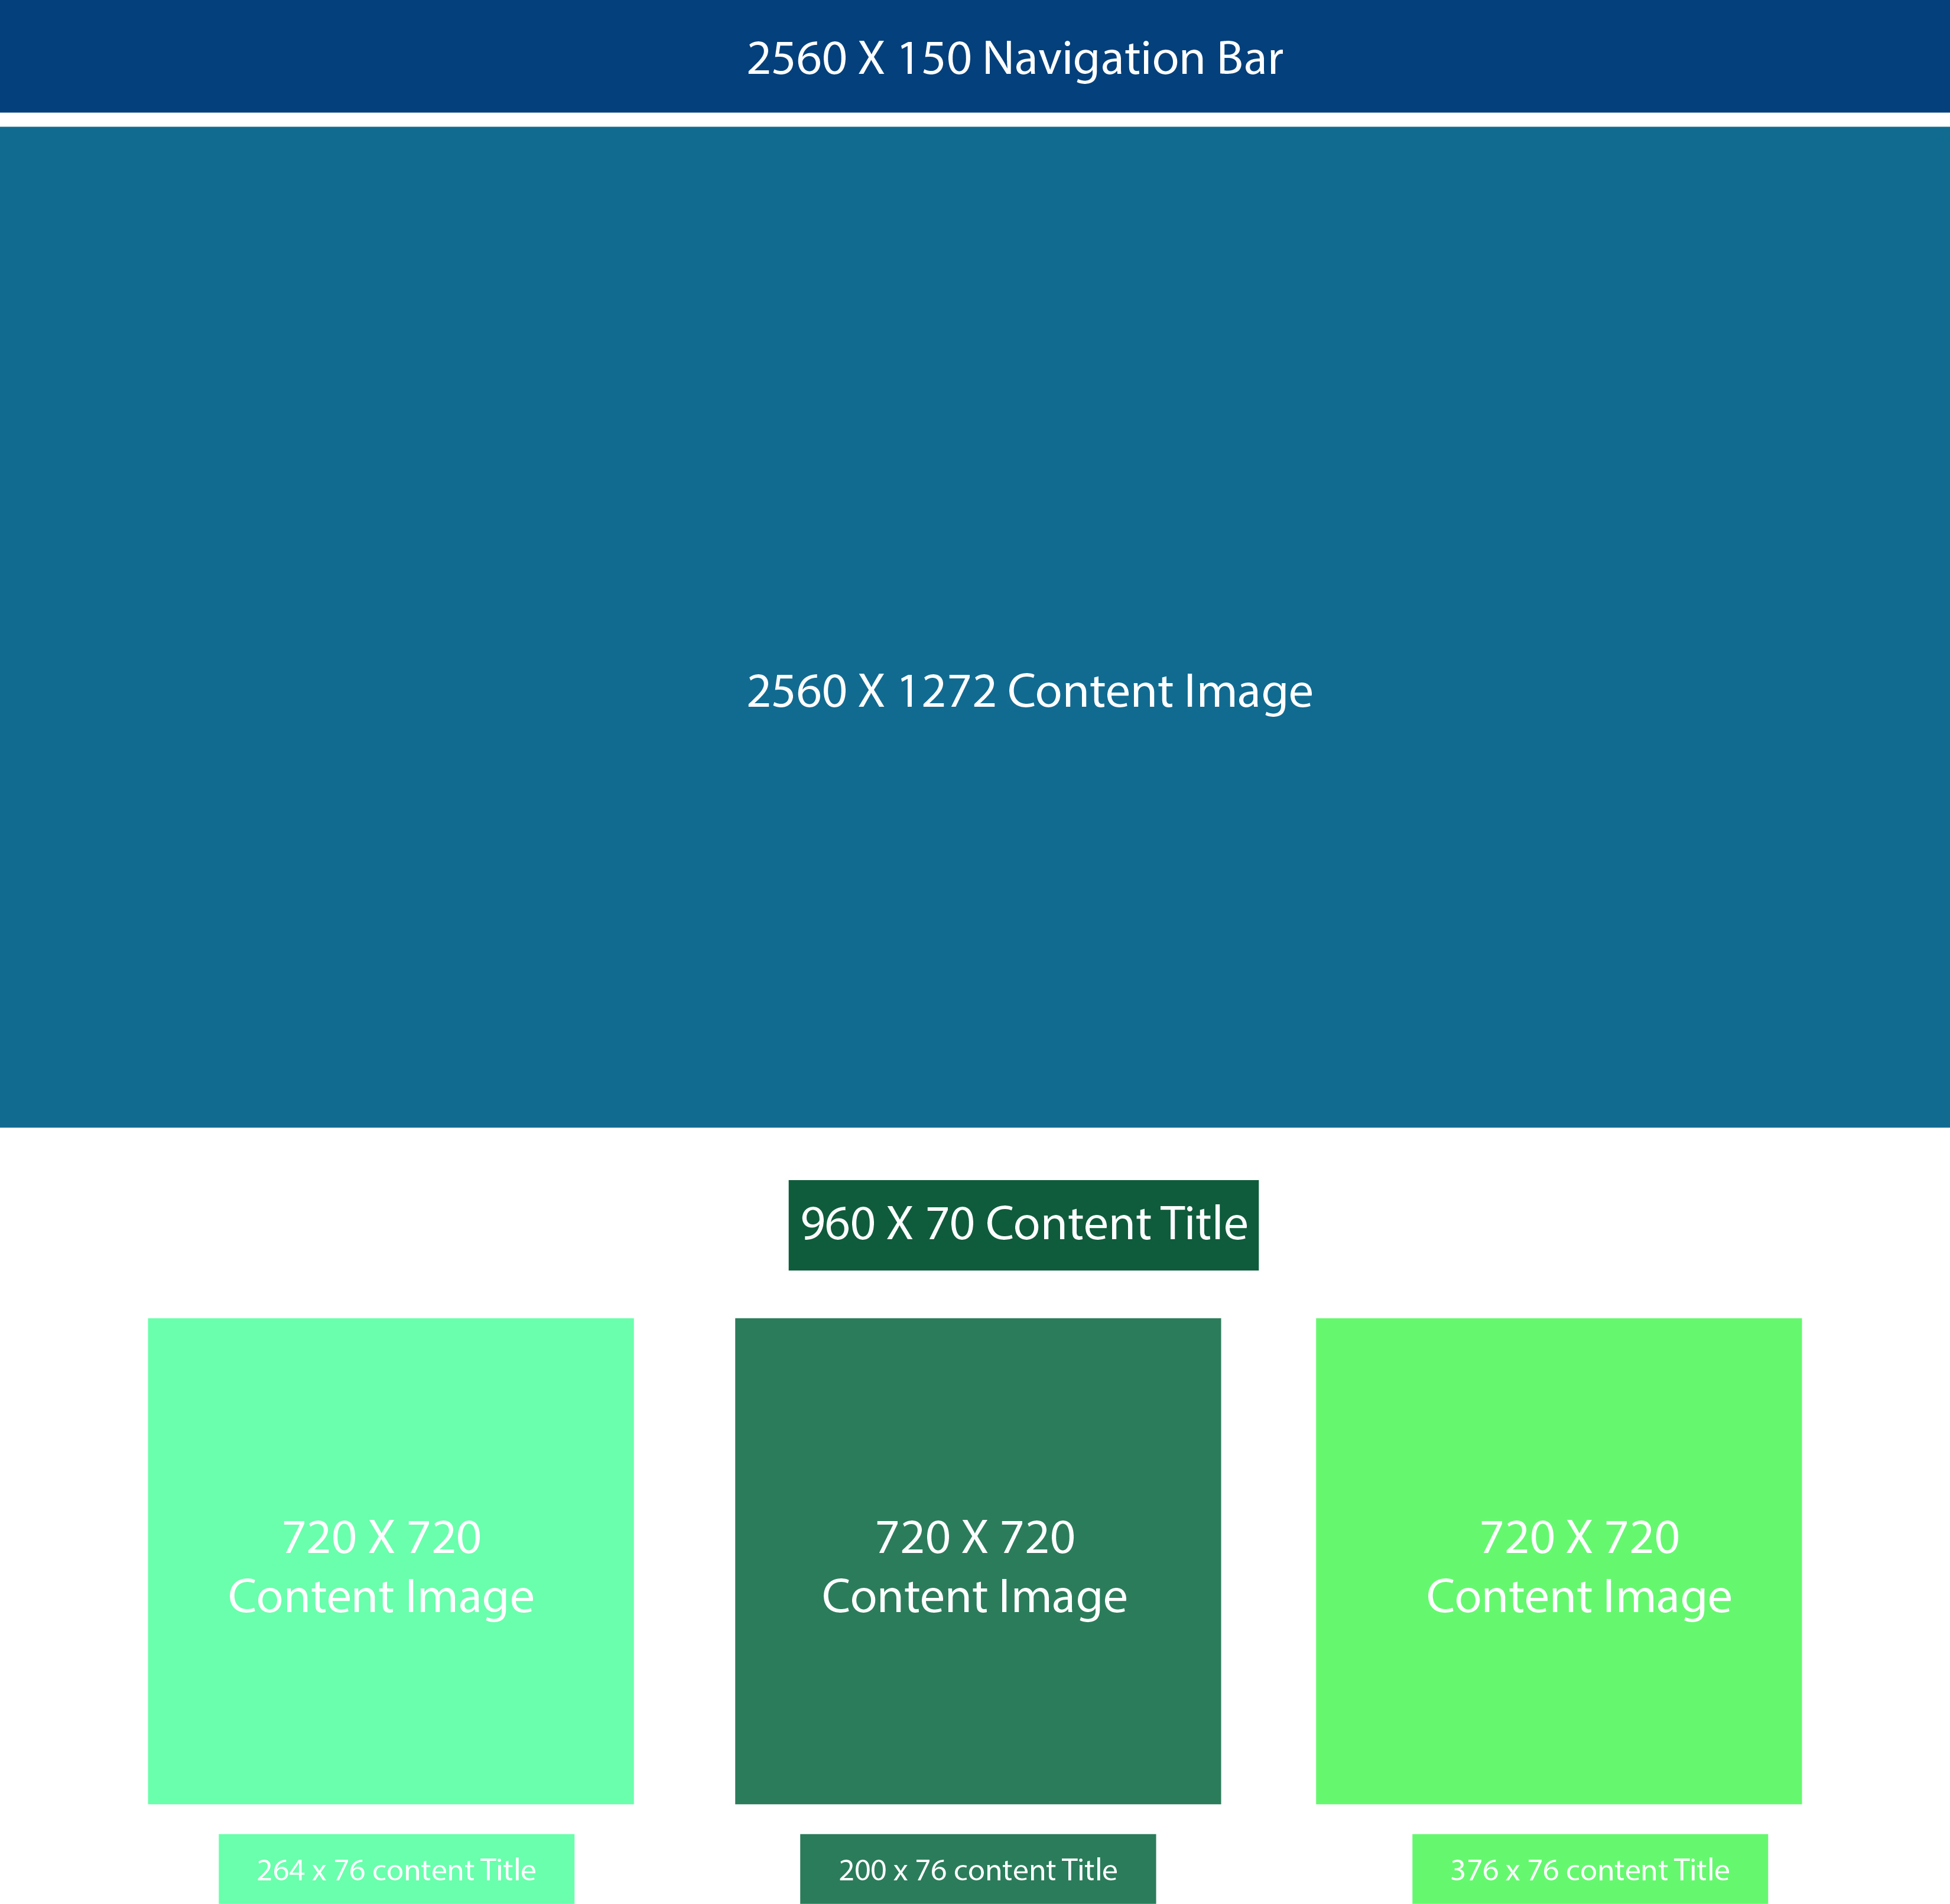 2560 X 150 Navigation Bar
2560 X 1272 Content Image
960 X 70 Content Title
720 X 720
Content Image
720 X 720
Content Image
720 X 720
Content Image
264 x 76 content Title
200 x 76 content Title
376 x 76 content Title